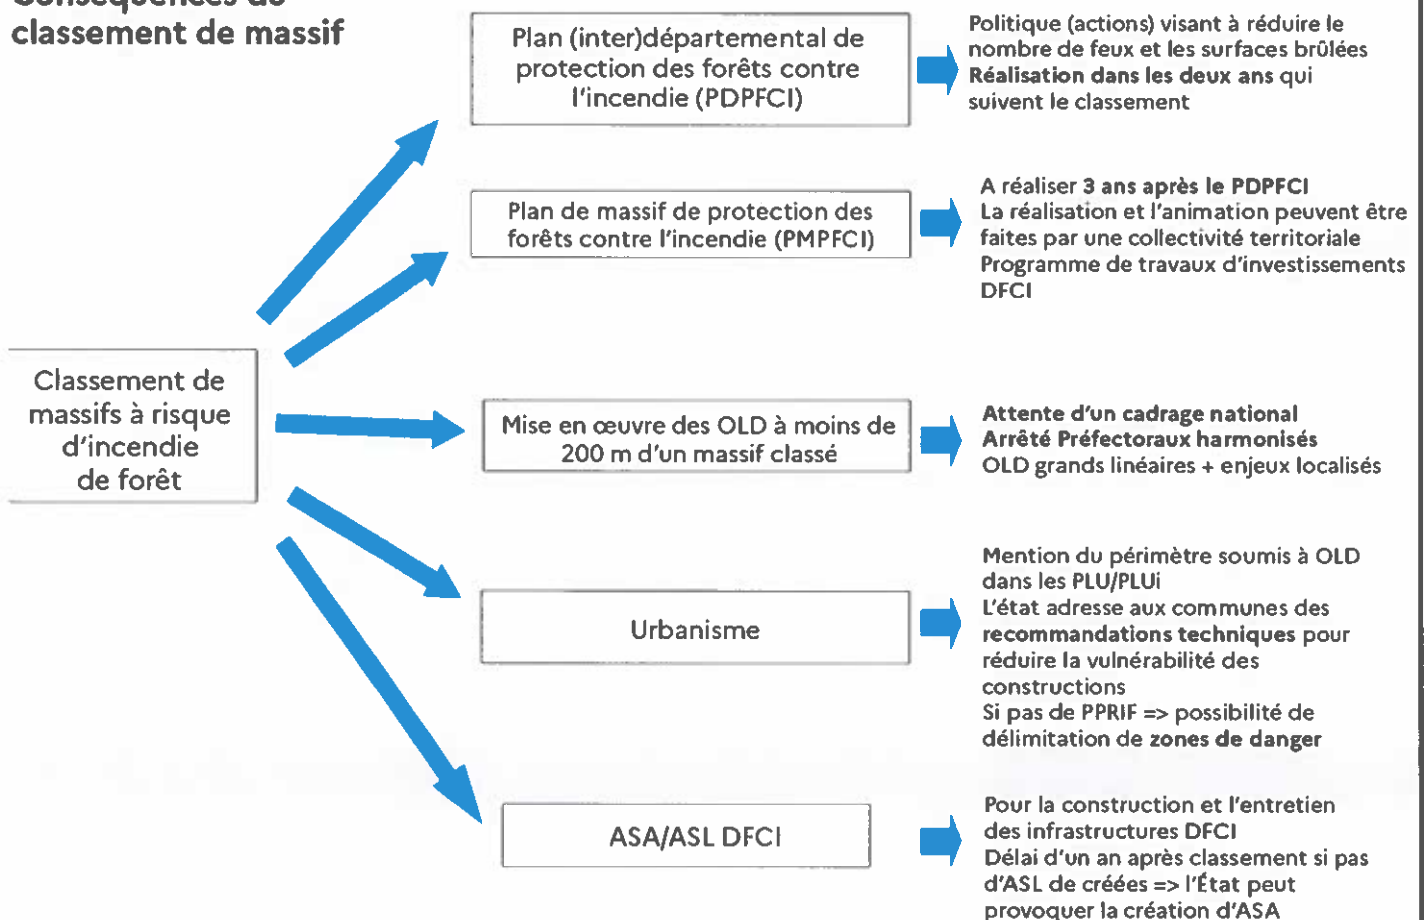 Conséquences du
classement de massif
Plan (inter)départemental de
protection des forêts contre
l'incendie (PDPFCI)
Politique (actions) visant à réduire le
nombre de feux et les surfaces brûlées
Réalisation dans les deux ans qui
suivent le classement
Plan de massif de protection des
forêts contre l'incendie (PMPFCI)
A réaliser 3 ans après le PDPFCI
La réalisation et l'animation peuvent être
faites par une collectivité territoriale
Programme de travaux d'investissements
DFCI
Classement de
massifs à risque
d'incendie
de forêt
Mise en œuvre des OLD à moins de
200 m d'un massif classé
Attente d'un cadrage national
Arrêté Préfectoraux harmonisés
OLD grands linéaires + enjeux localisés
Urbanisme
Mention du périmètre soumis à OLD
dans les PLU/PLUi
L'état adresse aux communes des
recommandations techniques pour
réduire la vulnérabilité des
constructions
Si pas de PPRIF => possibilité de
délimitation de zones de danger
ASA/ASL DFCI
Pour la construction et l'entretien
des infrastructures DFCI
Délai d'un an après classement si pas
d'ASL de créées => l'État peut
provoquer la création d'ASA